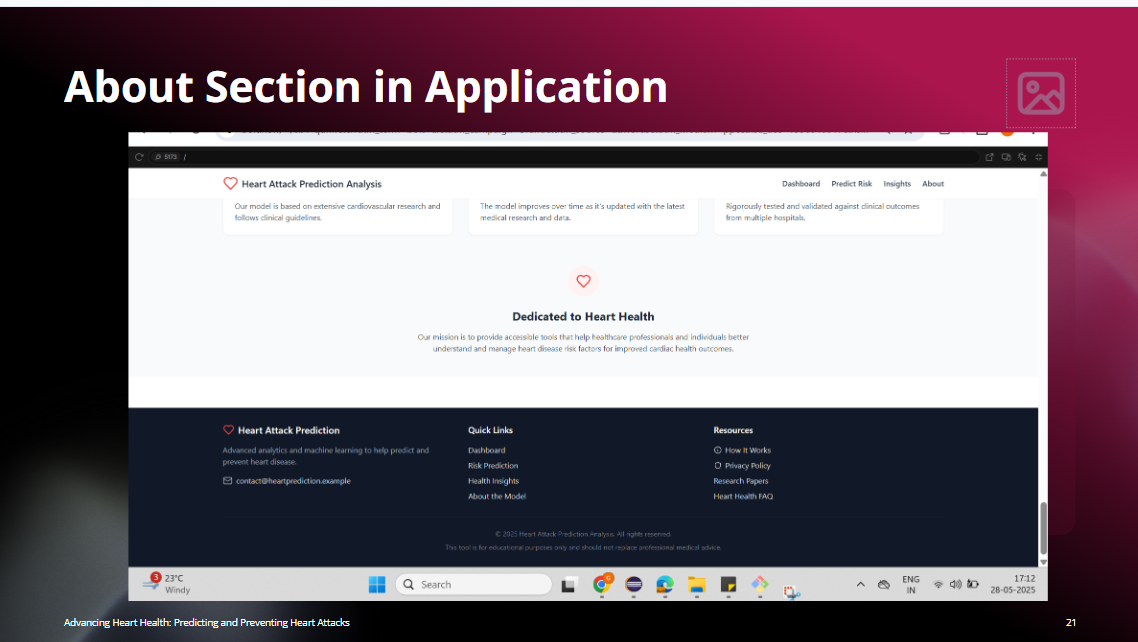 About Section in Application
5173 /
Heart Attack Prediction Analysis
Dashboard Predict Risk Insights About
Our model is based on extensive cardiovascular research and
follows clinical guidelines.
The model improves over time as it's updated with the latest
medical research and data.
Rigorously tested and validated against clinical outcomes
from multiple hospitals.
Dedicated to Heart Health
Our mission is to provide accessible tools that help healthcare professionals and individuals better
understand and manage heart disease risk factors for improved cardiac health outcomes.
Heart Attack Prediction
Advanced analytics and machine learning to help predict and
prevent heart disease.
contact@heartprediction.example
Quick Links
Dashboard
Risk Prediction
Health Insights
About the Model
Resources
How It Works
Privacy Policy
Research Papers
Heart Health FAQ
© 2025 Heart Attack Prediction Analysis. All rights reserved.
This tool is for educational purposes only and should not replace professional medical advice.
3
23°C
Windy
Search
ENG
IN
17:12
28-05-2025
Advancing Heart Health: Predicting and Preventing Heart Attacks
21